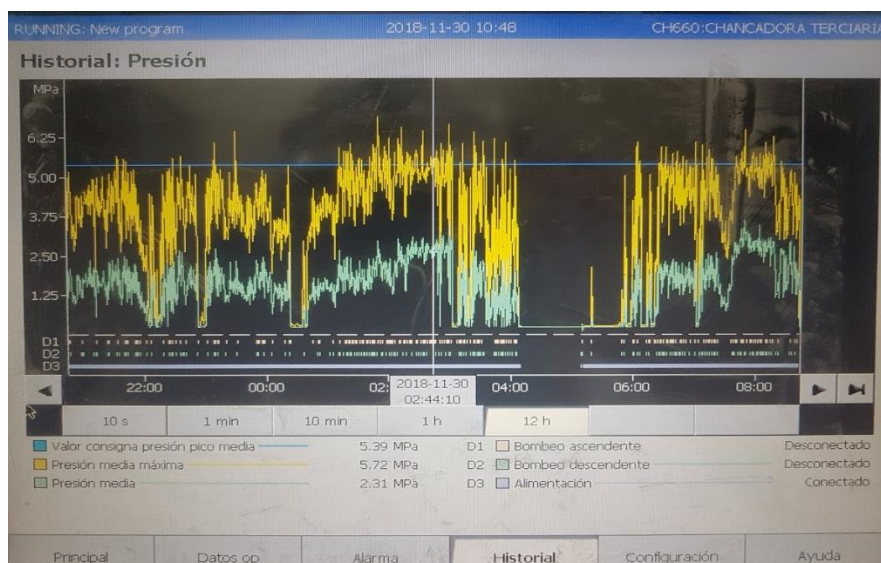 RUNNING: New program 2018-11-30 10:48 CH660:CHANCADORA TERCIARIA
Historial: Presión
MPa
6.25
5.00
3.75
2.50
1.25
D1
D2
D3
22:00 00:00 02: 04:00 06:00 08:00
2018-11-30
02:44:10
10 s 1 min 10 min 1 h 12 h
Valor consigna presión pico media 5.39 MPa D1 Bombeo ascendente Desconectado
Presión media máxima 5.72 MPa D2 Bombeo descendente Desconectado
Presión media 2.31 MPa D3 Alimentación Conectado
Principal Datos op Alarma Historial Configuración Ayuda